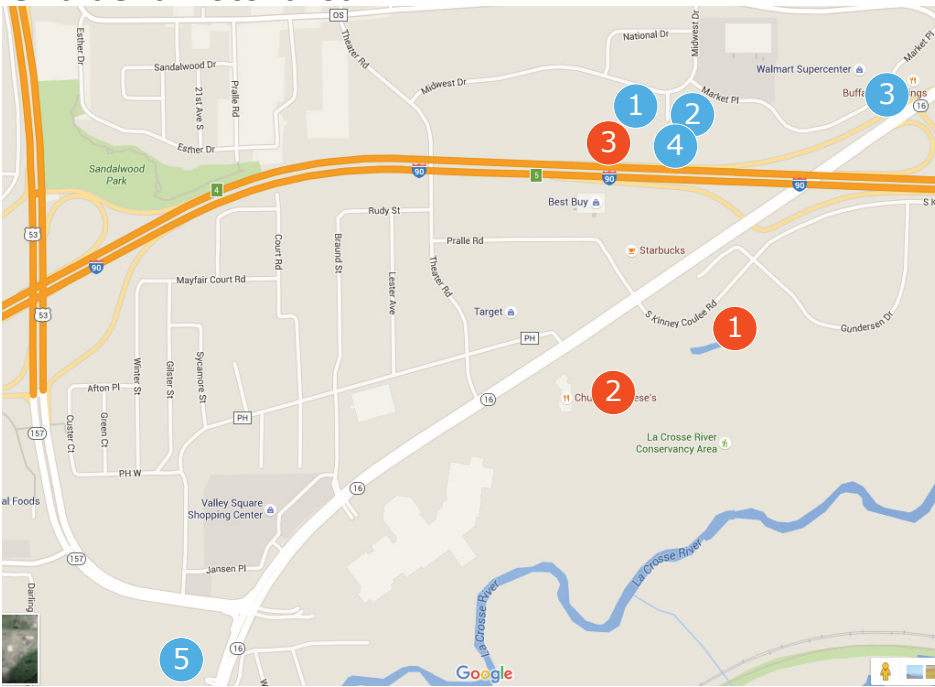 OS
Esther Dr
Theater Rd
National Dr
Midwest Dr
Market Pl
Sandalwood Dr
Pralle Rd
21st Ave S
Walmart Supercenter
Midwest Dr
Market Pl
1
2
3
16
Esther Dr
3
4
Sandalwood
Park
90
5
90
90
4
Best Buy
Rudy St
53
Pralle Rd
Starbucks
90
Court Rd
Braund St
Mayfair Court Rd
Lester Ave
Theater Rd
53
Target
S Kinney Coulee Rd
1
Gundersen Dr
PH
Winter St
Gilster St
Sycamore St
Afton Pl
16
2
157
Custer Ct
Green Ct
PH
La Crosse River
Conservancy Area
PH W
16
al Foods
Valley Square
Shopping Center
157
Jansen Pl
La Crosse River
Darling
La Crosse River
16
5
Google